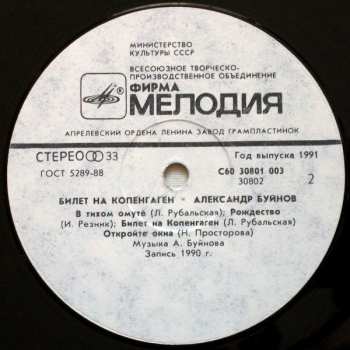 МИНИСТЕРСТВО
КУЛЬТУРЫ СССР
ВСЕСОЮЗНОЕ ТВОРЧЕСКО-
ПРОИЗВОДСТВЕННОЕ ОБЪЕДИНЕНИЕ
ФИРМА
МЕЛОДИЯ
АПРЕЛЕВСКИЙ ОРДЕНА ЛЕНИНА ЗАВОД ГРАМПЛАСТИНОК
СТЕРЕО 33
Год выпуска 1991
ГОСТ 5289-88
С60 30801 003
30802
2
БИЛЕТ НА КОПЕНГАГЕН • АЛЕКСАНДР БУЙНОВ
В тихом омуте (Л. Рубальская); Рождество
(И. Резник); Билет на Копенгаген (Л. Рубальская)
Откройте окна (Н. Просторова)
Музыка А. Буйнова
Запись 1990 г.